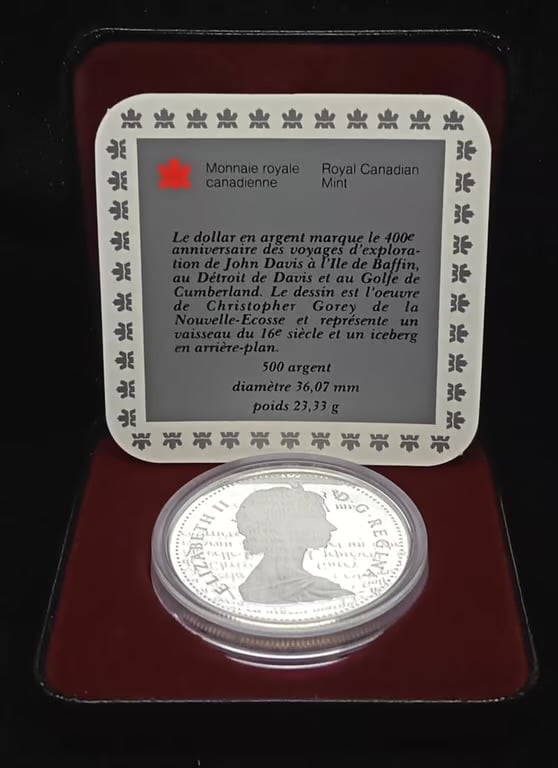 Monnaie royale canadienne
Royal Canadian Mint
Le dollar en argent marque le 400e
anniversaire des voyages d'explora-
tion de John Davis à l'Ile de Baffin,
au Détroit de Davis et au Golfe de
Cumberland. Le dessin est l'oeuvre
de Christopher Gorey de la
Nouvelle-Ecosse et représente un
vaisseau du 16e siècle et un iceberg
en arrière-plan.
500 argent
diamètre 36,07 mm
poids 23,33 g
ELIZABETH II D·G·REGINA